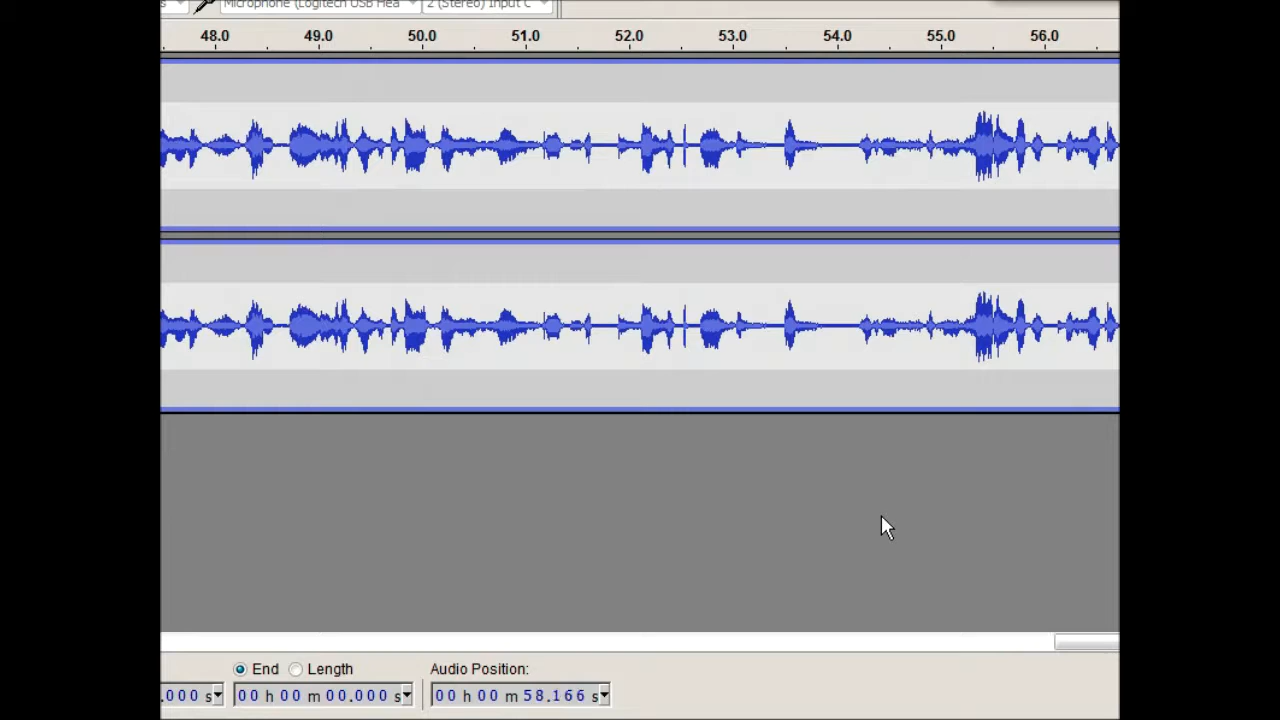 s Microphone (Logitech USB Hea 2 (Stereo) Input C
48.0 49.0 50.0 51.0 52.0 53.0 54.0 55.0 56.0
End Length Audio Position:
.000 s 00 h 00 m 00.000 s 00 h 00 m 58.166 s